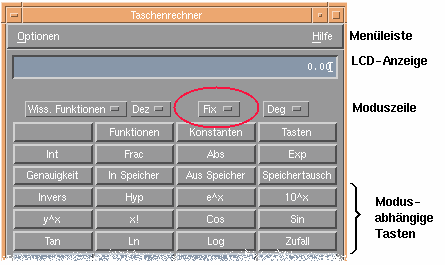 Taschenrechner
Optionen Hilfe
Menüleiste
0.00
LCD-Anzeige
Wiss. Funktionen Dez Fix Deg
Moduszeile
Funktionen Konstanten Tasten
Int Frac Abs Exp
Genauigkeit In Speicher Aus Speicher Speichertausch
Invers Hyp e^x 10^x
y^x x! Cos Sin
Tan Ln Log Zufall
Modus-
abhängige
Tasten